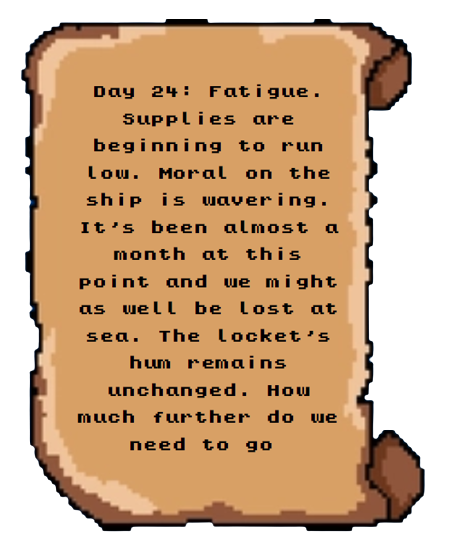 Day 24: Fatigue.
Supplies are
beginning to run
low. Moral on the
ship is wavering.
It's been almost a
month at this
point and we might
as well be lost at
sea. The locket's
hum remains
unchanged. How
much further do we
need to go